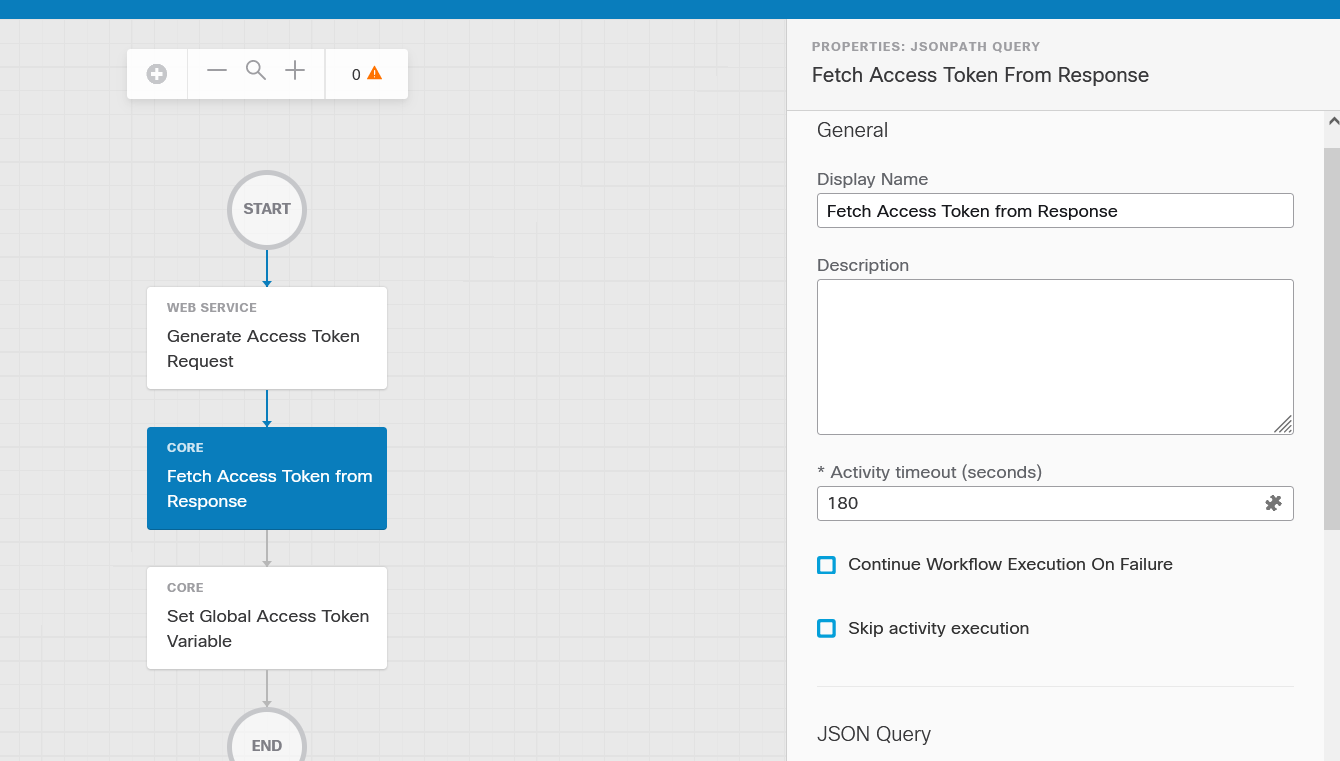 0
START
WEB SERVICE
Generate Access Token
Request
CORE
Fetch Access Token from
Response
CORE
Set Global Access Token
Variable
END
PROPERTIES: JSONPATH QUERY
Fetch Access Token From Response
General
Display Name
Fetch Access Token from Response
Description
* Activity timeout (seconds)
180
Continue Workflow Execution On Failure
Skip activity execution
JSON Query